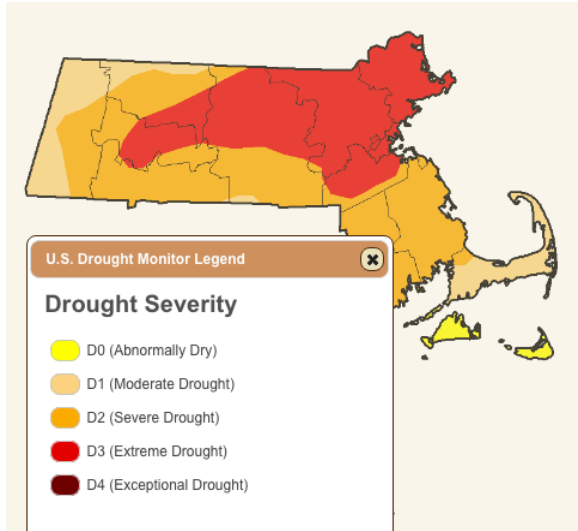 U.S. Drought Monitor Legend
Drought Severity
D0 (Abnormally Dry)
D1 (Moderate Drought)
D2 (Severe Drought)
D3 (Extreme Drought)
D4 (Exceptional Drought)